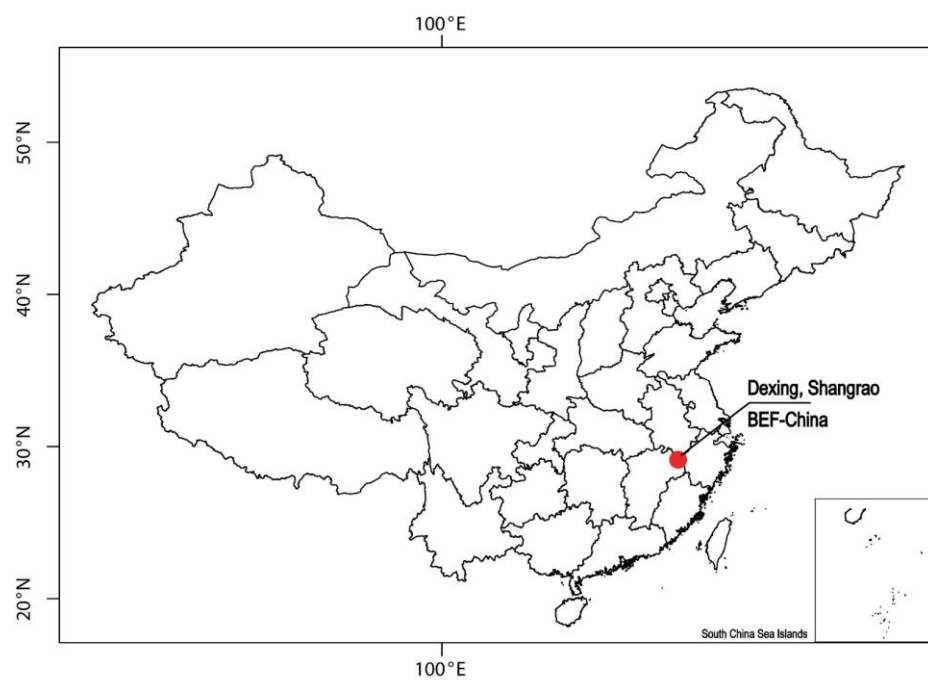 100°E
50°N
40°N
30°N
20°N
Dexing, Shangrao
BEF-China
South China Sea Islands
100°E